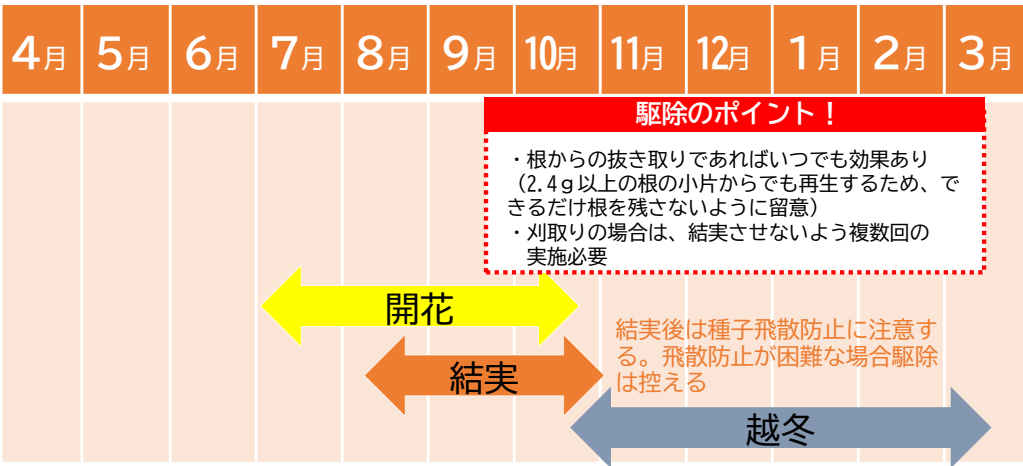 4月 5月 6月 7月 8月 9月 10月 11月 12月 1月 2月 3月
駆除のポイント！
・根からの抜き取りであればいつでも効果あり
（2.4ｇ以上の根の小片からでも再生するため、で
きるだけ根を残さないように留意）
・刈取りの場合は、結実させないよう複数回の
実施必要
開花
結実후は種子飛散防止に注意す
る。飛散防止が困難な場合駆除
は控える
結実
越冬